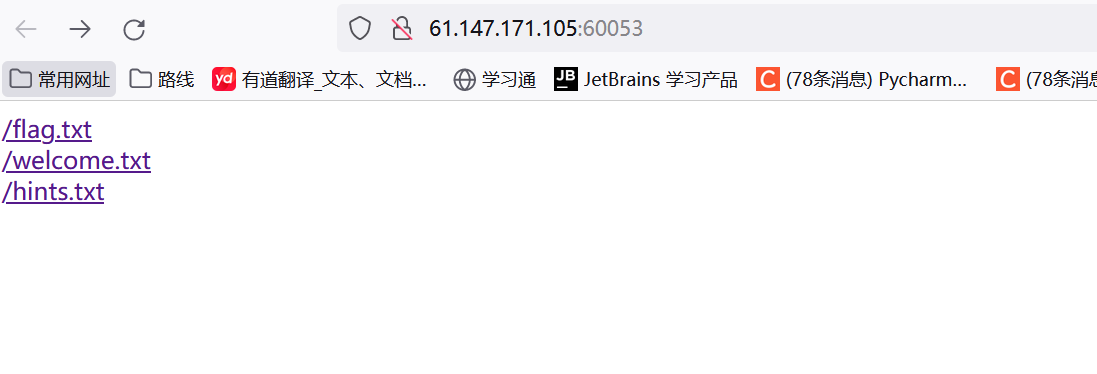 61.147.171.105:60053
常用网址 路线 yd 有道翻译_文本、文档... 学习通 JB JetBrains 学习产品 C (78条消息) Pycharm... C (78条消息
/flag.txt
/welcome.txt
/hints.txt